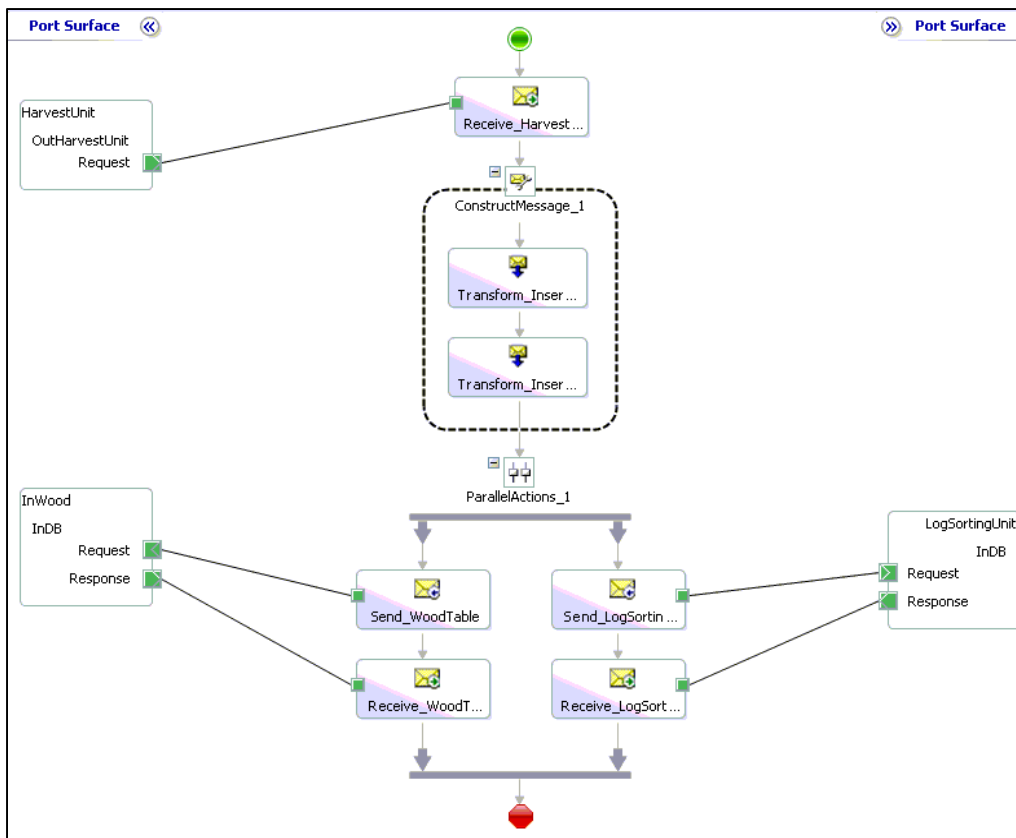 Port Surface
Port Surface
HarvestUnit
OutHarvestUnit
Request
Receive_Harvest...
ConstructMessage_1
Transform_Inser...
Transform_Inser...
ParallelActions_1
InWood
InDB
Request
Response
LogSortingUnit
InDB
Request
Response
Send_WoodTable
Send_LogSortin...
Receive_WoodT...
Receive_LogSort...